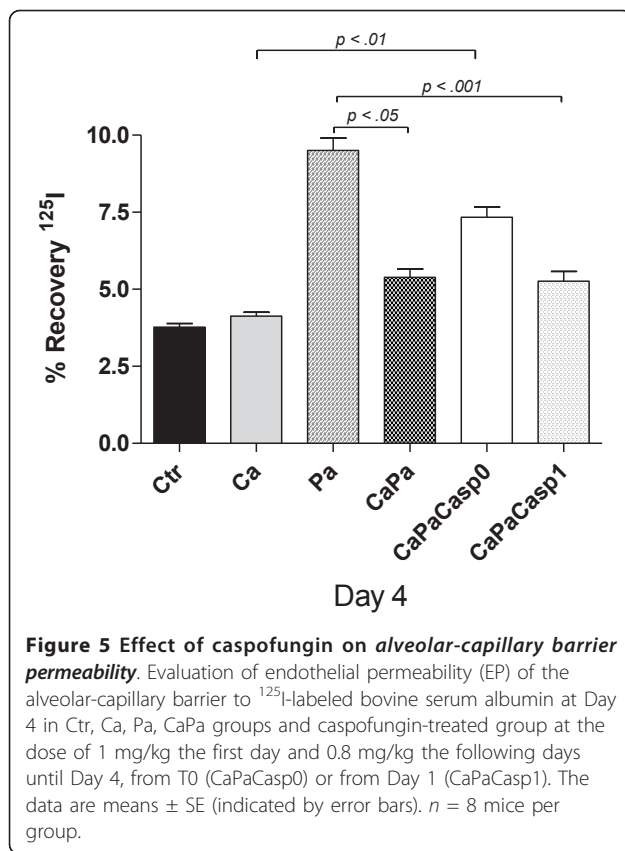 p < .01
p < .001
p < .05
10.0
7.5
5.0
2.5
0.0
% Recovery ¹²⁵I
Ctr
Ca
Pa
CaPa
CaPaCasp0
CaPaCasp1
Day 4
Figure 5 Effect of caspofungin on alveolar-capillary barrier
permeability. Evaluation of endothelial permeability (EP) of the
alveolar-capillary barrier to ¹²⁵I-labeled bovine serum albumin at Day
4 in Ctr, Ca, Pa, CaPa groups and caspofungin-treated group at the
dose of 1 mg/kg the first day and 0.8 mg/kg the following days
until Day 4, from T0 (CaPaCasp0) or from Day 1 (CaPaCasp1). The
data are means ± SE (indicated by error bars). n = 8 mice per
group.